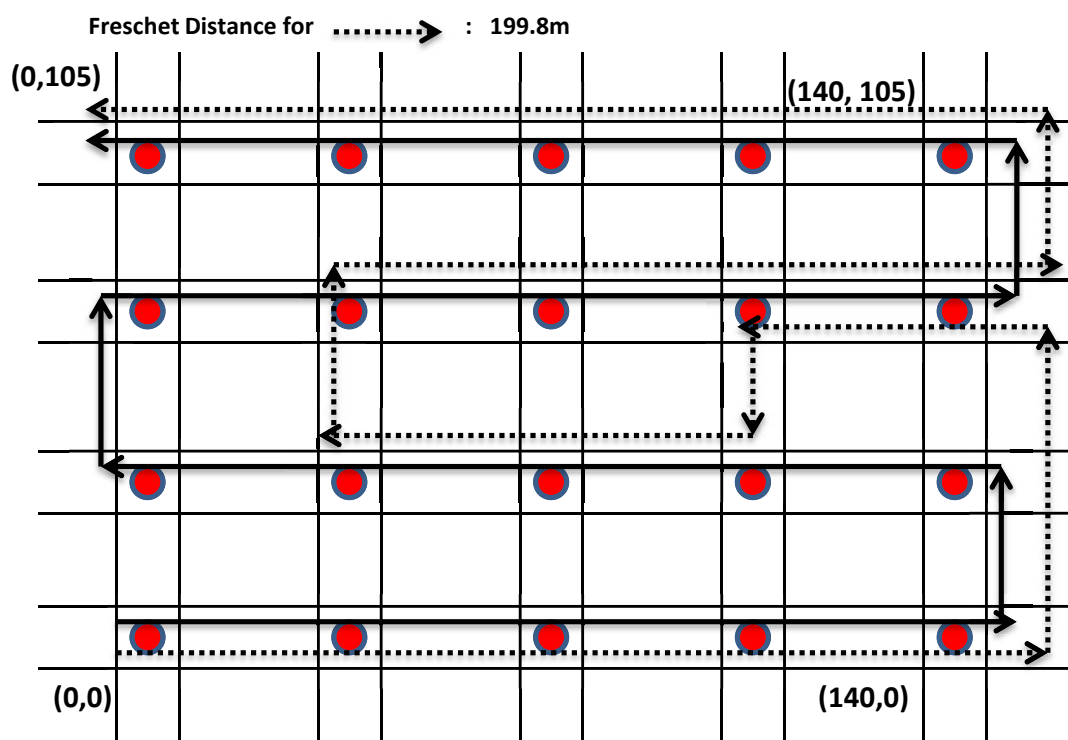 Freschet Distance for : 199.8m
(0,105)
(140, 105)
(0,0)
(140,0)